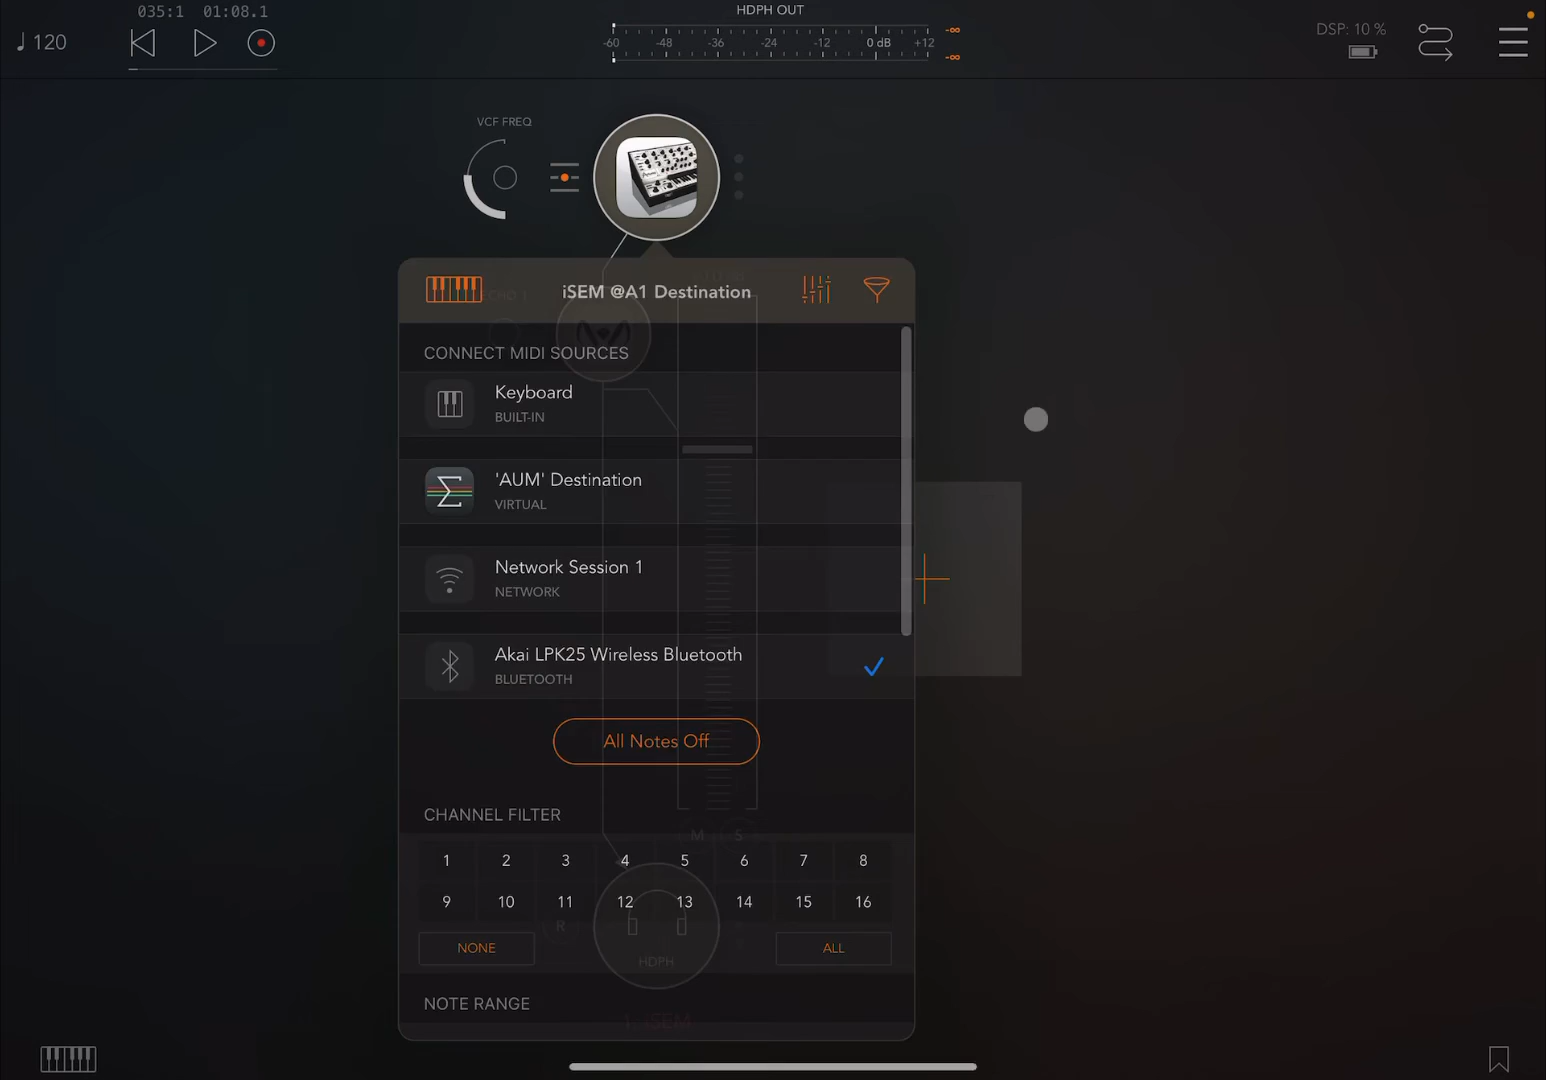 035:1 01:08.1
120
HDPH OUT
-60 -48 -36 -24 -12 0 dB +12
-∞
-∞
DSP: 10 %
VCF FREQ
iSEM @A1 Destination
CONNECT MIDI SOURCES
Keyboard
BUILT-IN
'AUM' Destination
VIRTUAL
Network Session 1
NETWORK
Akai LPK25 Wireless Bluetooth
BLUETOOTH
All Notes Off
CHANNEL FILTER
M S
1 2 3 4 5 6 7 8
9 10 11 12 13 14 15 16
R
NONE ALL
HDPH
NOTE RANGE
1: iSEM